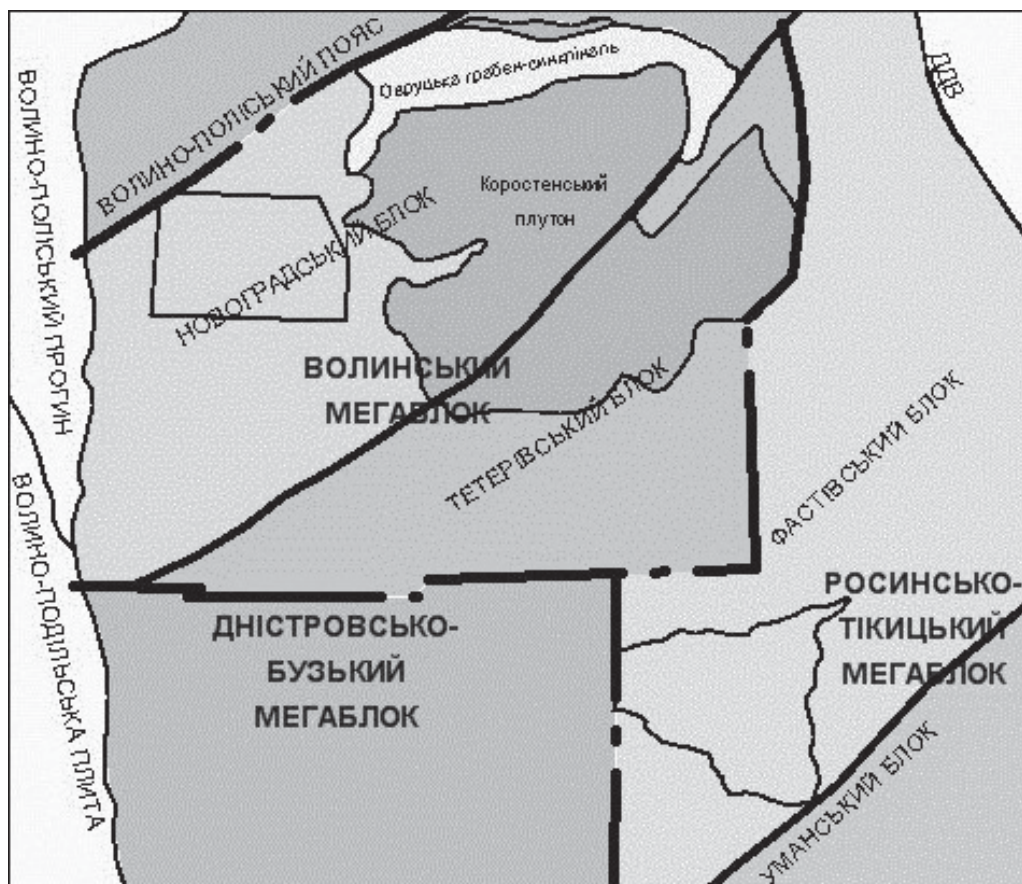 ВОЛИНО-ПОЛІСЬКИЙ ПОЯС
Овруцька грабен-синкліналь
ДДВ
ВОЛИНО-ПОЛІСЬКИЙ ПРОГИН
Коростенський
плутон
НОВОГРАДСЬКИЙ БЛОК
ВОЛИНСЬКИЙ
МЕГАБЛОК
ТЕТЕРІВСЬКИЙ БЛОК
ФАСТІВСЬКИЙ БЛОК
ВОЛИНО-ПОДІЛЬСЬКА ПЛИТА
ДНІСТРОВСЬКО-
БУЗЬКИЙ
МЕГАБЛОК
РОСИНСЬКО-
ТІКИЦЬКИЙ
МЕГАБЛОК
УМАНСЬКИЙ БЛОК